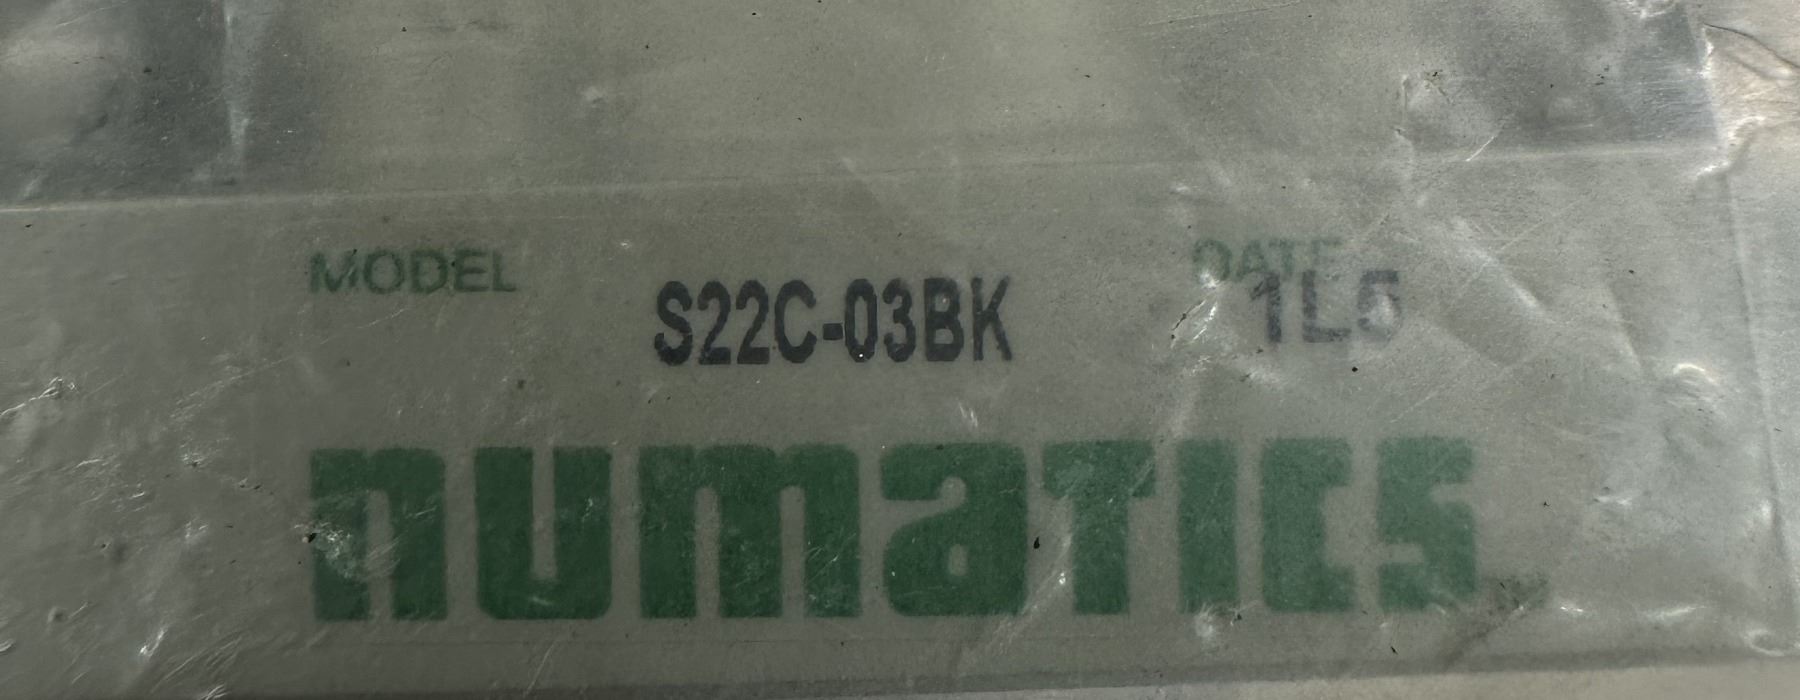 MODEL
DATE
S22C-03BK
1L5
numatics